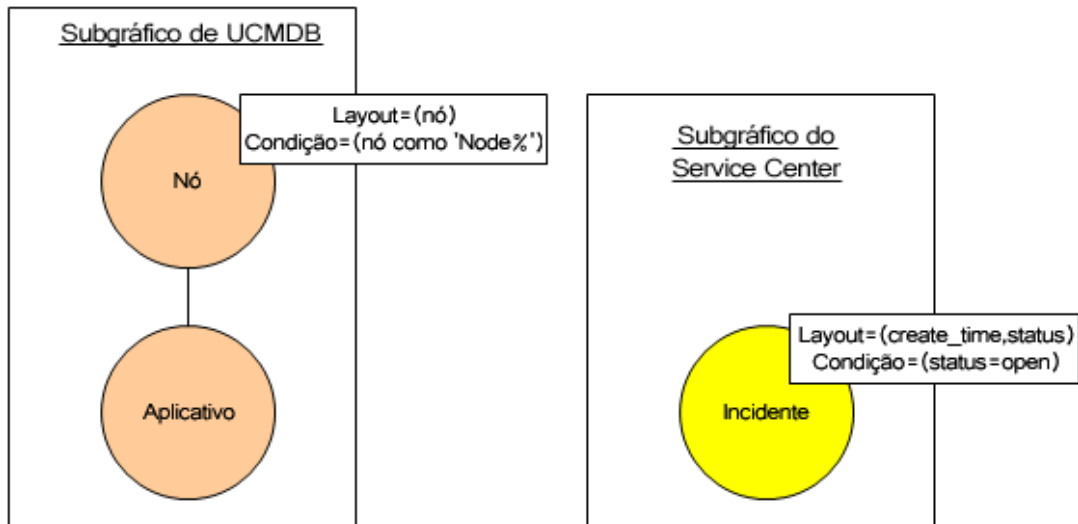 Subgráfico de UCMDB
Layout=(nó)
Condição=(nó como 'Node%')
Nó
Aplicativo
Subgráfico do
Service Center
Layout=(create_time,status)
Condição=(status=open)
Incidente